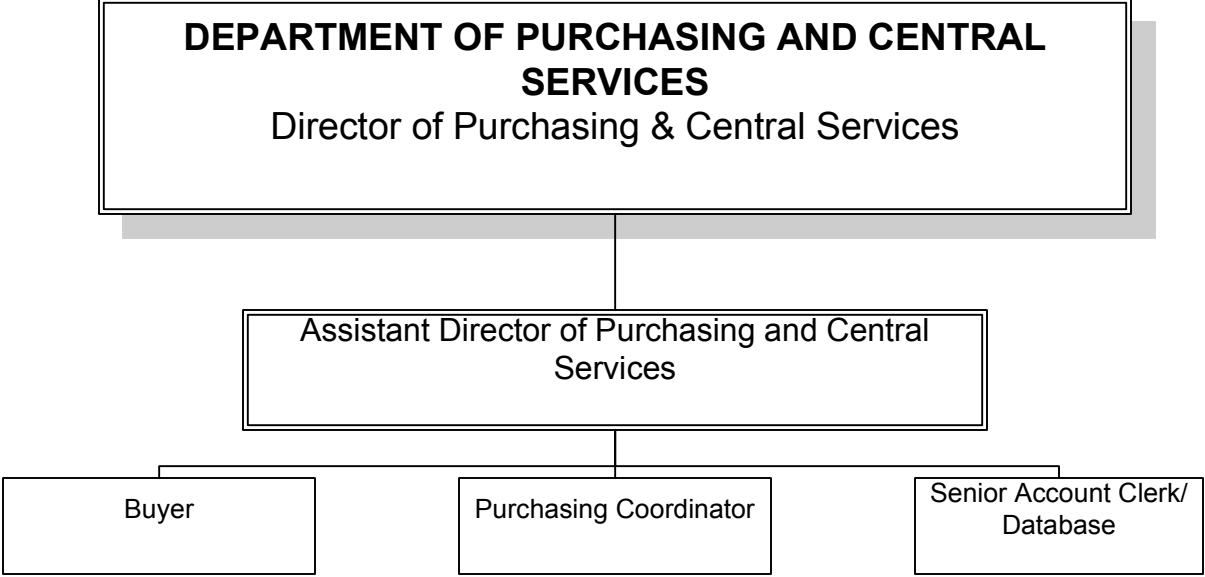 DEPARTMENT OF PURCHASING AND CENTRAL
SERVICES
Director of Purchasing & Central Services
Assistant Director of Purchasing and Central
Services
Buyer
Purchasing Coordinator
Senior Account Clerk/
Database